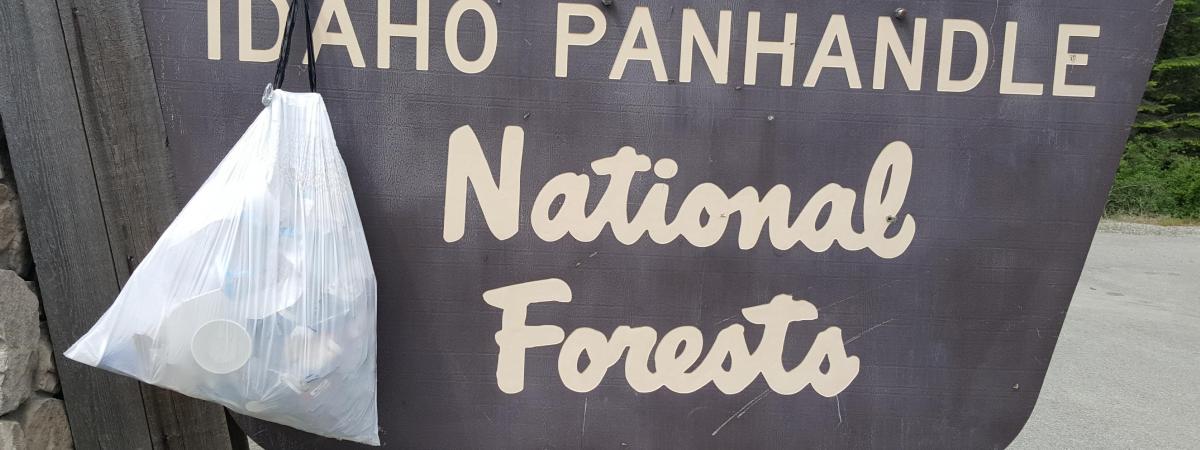 IDAHO PANHANDLE
National
Forests